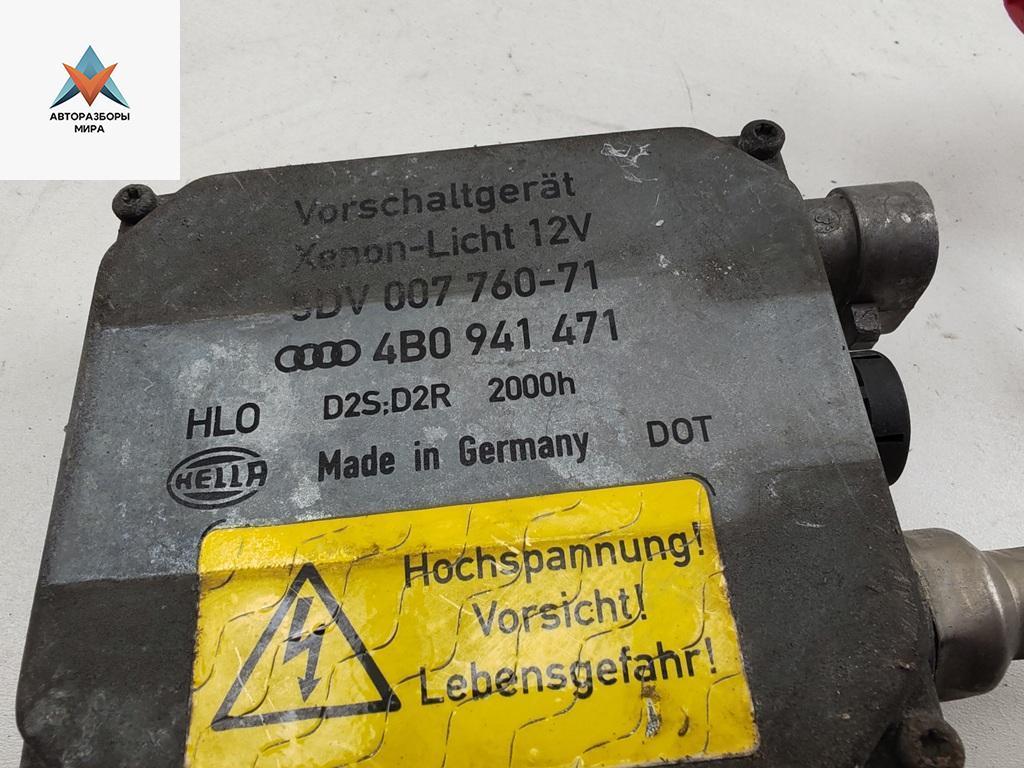 АВТОРАЗБОРЫ
МИРА
Vorschaltgerät
Xenon-Licht 12V
5DV 007 760-71
4B0 941 471
D2S;D2R 2000h
HLO
HELLA
Made in Germany
DOT
Hochspannung!
Vorsicht!
Lebensgefahr!